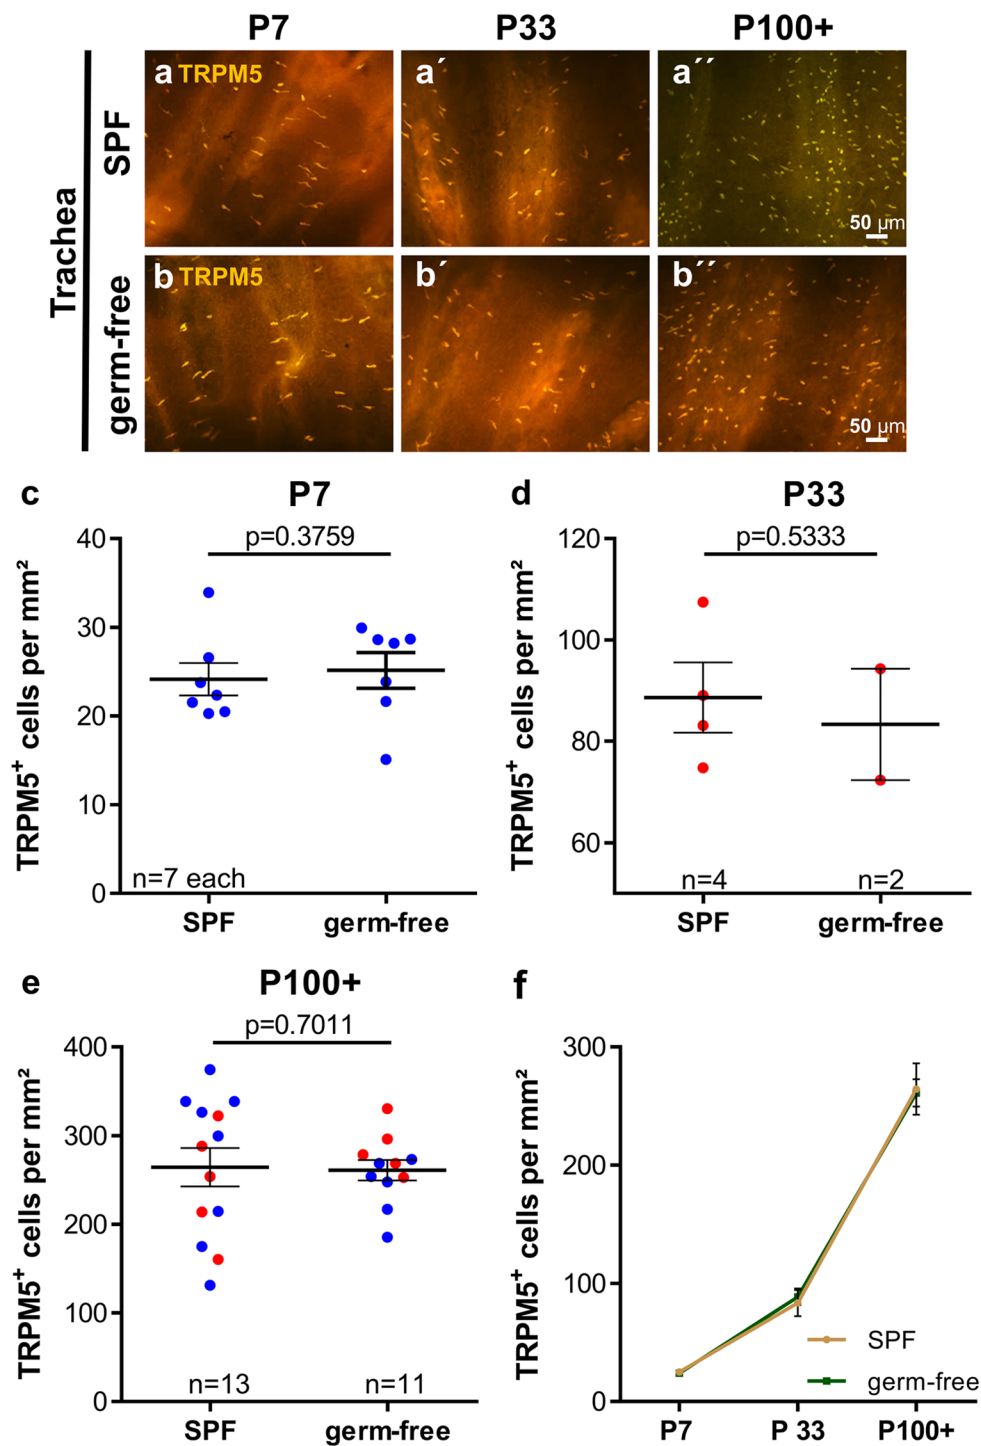 P7 P33 P100+
Trachea
SPF
a TRPM5 a´ a´´
50 µm
germ-free
b TRPM5 b´ b´´
50 µm
c P7
TRPM5⁺ cells per mm²
40
30
20
10
0
p=0.3759
n=7 each
SPF germ-free
d P33
TRPM5⁺ cells per mm²
120
100
80
60
p=0.5333
n=4 n=2
SPF germ-free
e P100+
TRPM5⁺ cells per mm²
400
300
200
100
0
p=0.7011
n=13 n=11
SPF germ-free
f
TRPM5⁺ cells per mm²
300
200
100
0
SPF
germ-free
P7 P 33 P100+